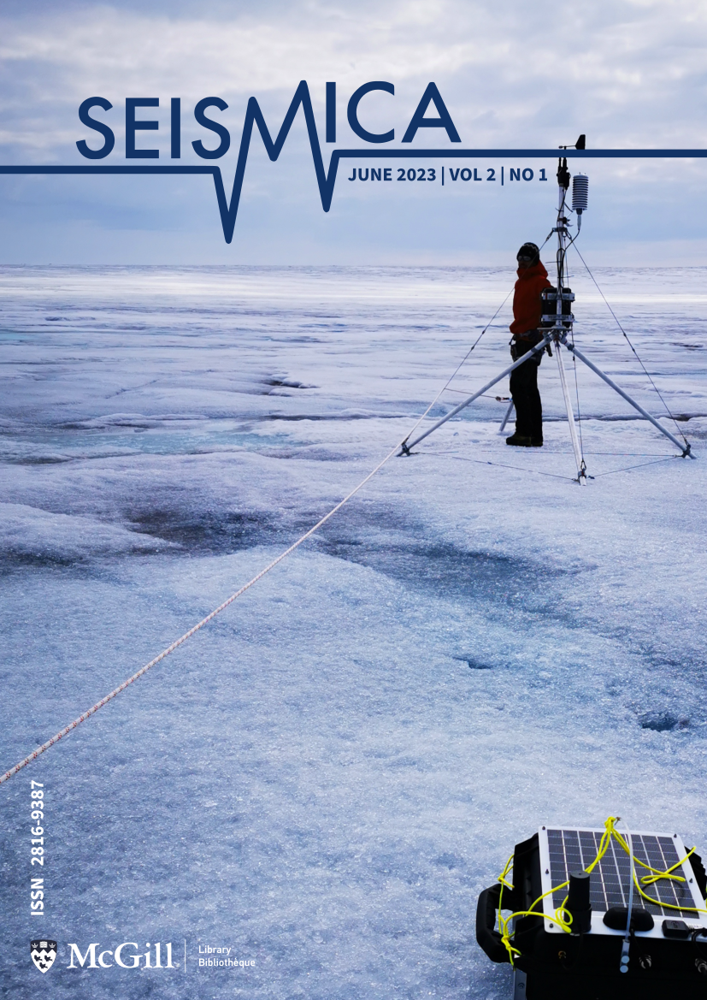 SEISMICA
JUNE 2023 | VOL 2 | NO 1
ISSN 2816-9387
McGill
Library
Bibliothèque